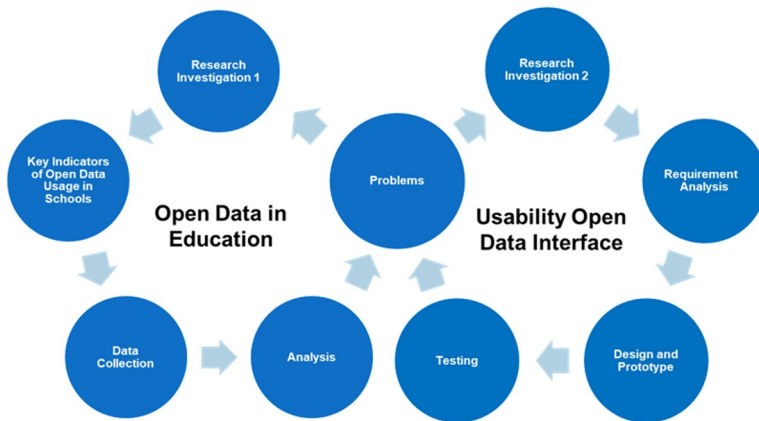 Research
Investigation 1
Research
Investigation 2
Key Indicators
of Open Data
Usage in
Schools
Problems
Requirement
Analysis
Open Data in
Education
Usability Open
Data Interface
Data
Collection
Analysis
Testing
Design and
Prototype